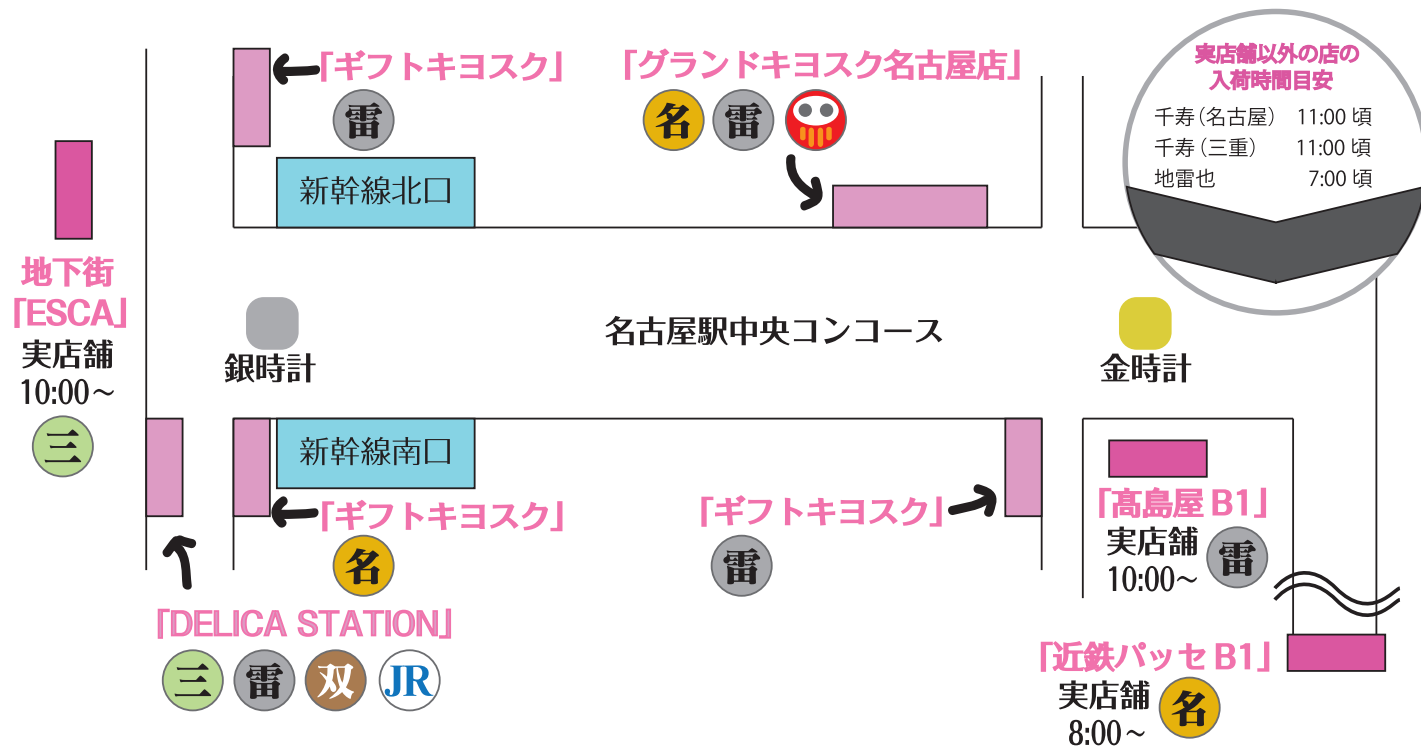 「ギフトキヨスク」
雷
「グランドキヨスク名古屋店」
名 雷
実店舗以外の店の
入荷時間目安
千寿(名古屋) 11:00 頃
千寿(三重) 11:00 頃
地雷也 7:00 頃
新幹線北口
地下街
「ESCA」
実店舗
10:00~
三
銀時計
名古屋駅中央コンコース
金時計
新幹線南口
「ギフトキヨスク」
名
「ギフトキヨスク」
雷
「髙島屋 B1」
実店舗
10:00~
雷
「DELICA STATION」
三 雷 双 JR
「近鉄パッセ B1」
実店舗
8:00~
名